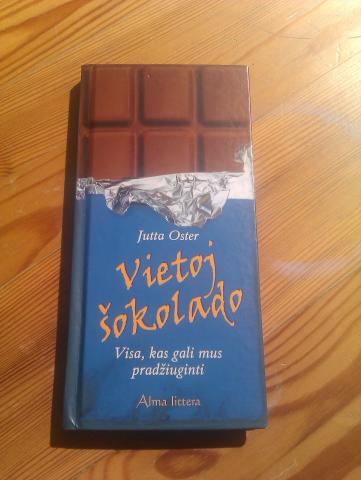 Jutta Oster
Vietoj
šokolado
Visa, kas gali mus
pradžiuginti
Alma littera